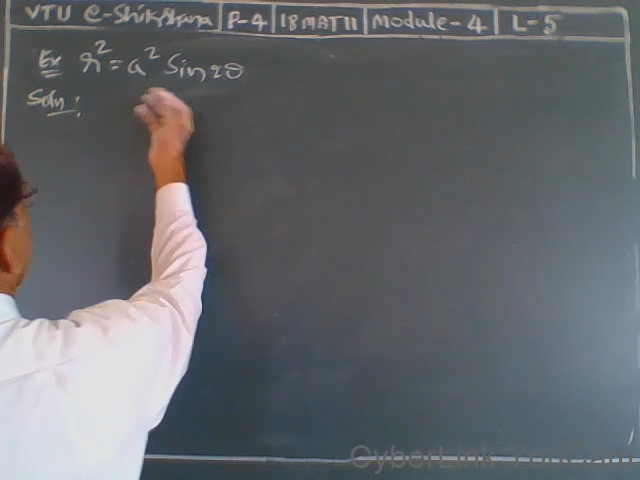 VTU e-Shikshana | P-4 | 18MAT11 | Module-4 | L-5
Ex r² = a² Sin2θ
Soln:
CyberLink